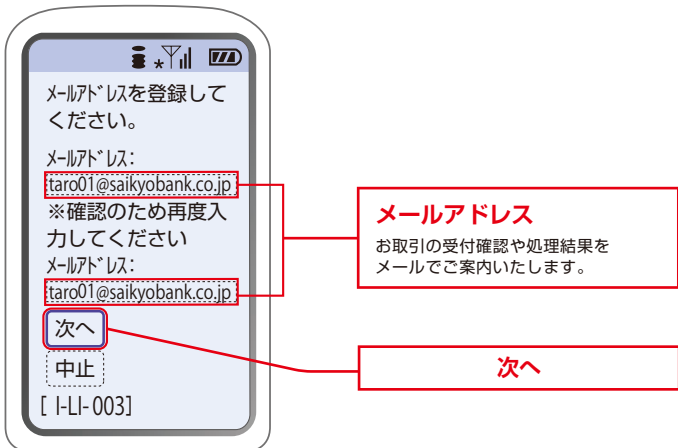 ﾒｰﾙｱﾄﾞﾚｽを登録して
ください。
ﾒｰﾙｱﾄﾞﾚｽ:
taro01@saikyobank.co.jp
※確認のため再度入
力してください
ﾒｰﾙｱﾄﾞﾚｽ:
taro01@saikyobank.co.jp
次へ
中止
[ I-LI-003]
メールアドレス
お取引の受付確認や処理結果を
メールでご案内いたします。
次へ